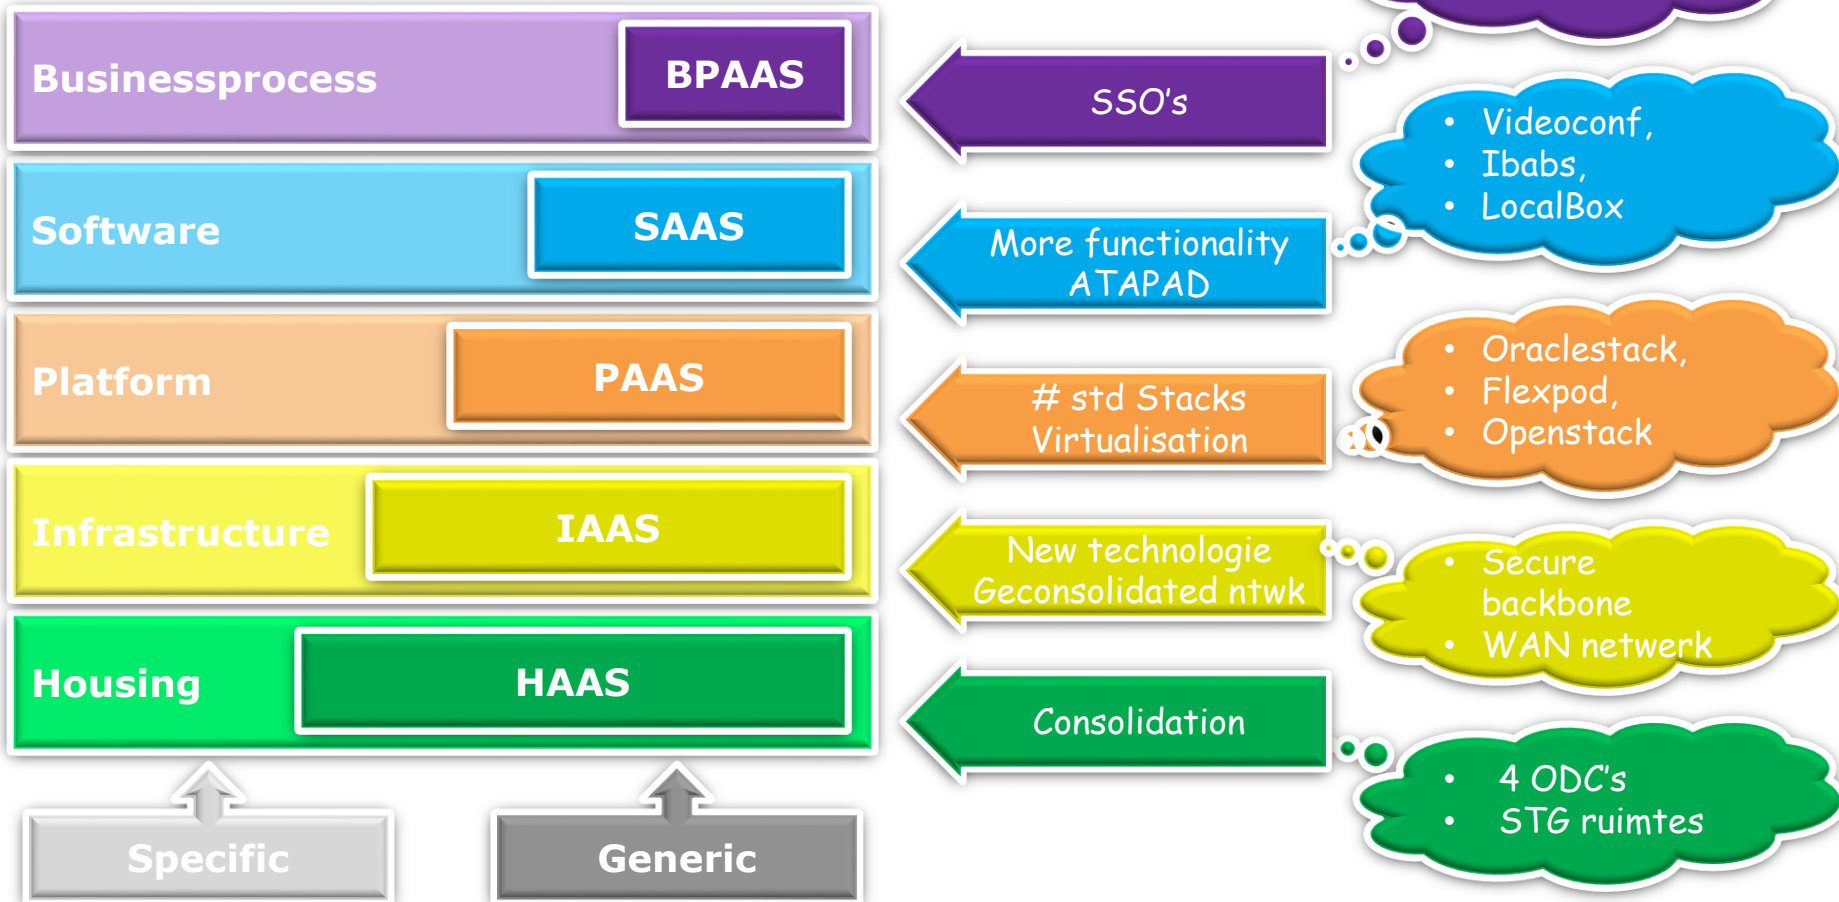 Businessprocess
BPAAS
SSO's
Software
SAAS
More functionality
ATAPAD
• Videoconf,
• Ibabs,
• LocalBox
Platform
PAAS
# std Stacks
Virtualisation
• Oraclestack,
• Flexpod,
• Openstack
Infrastructure
IAAS
New technologie
Geconsolidated ntwk
• Secure
backbone
• WAN netwerk
Housing
HAAS
Consolidation
• 4 ODC's
• STG ruimtes
Specific
Generic